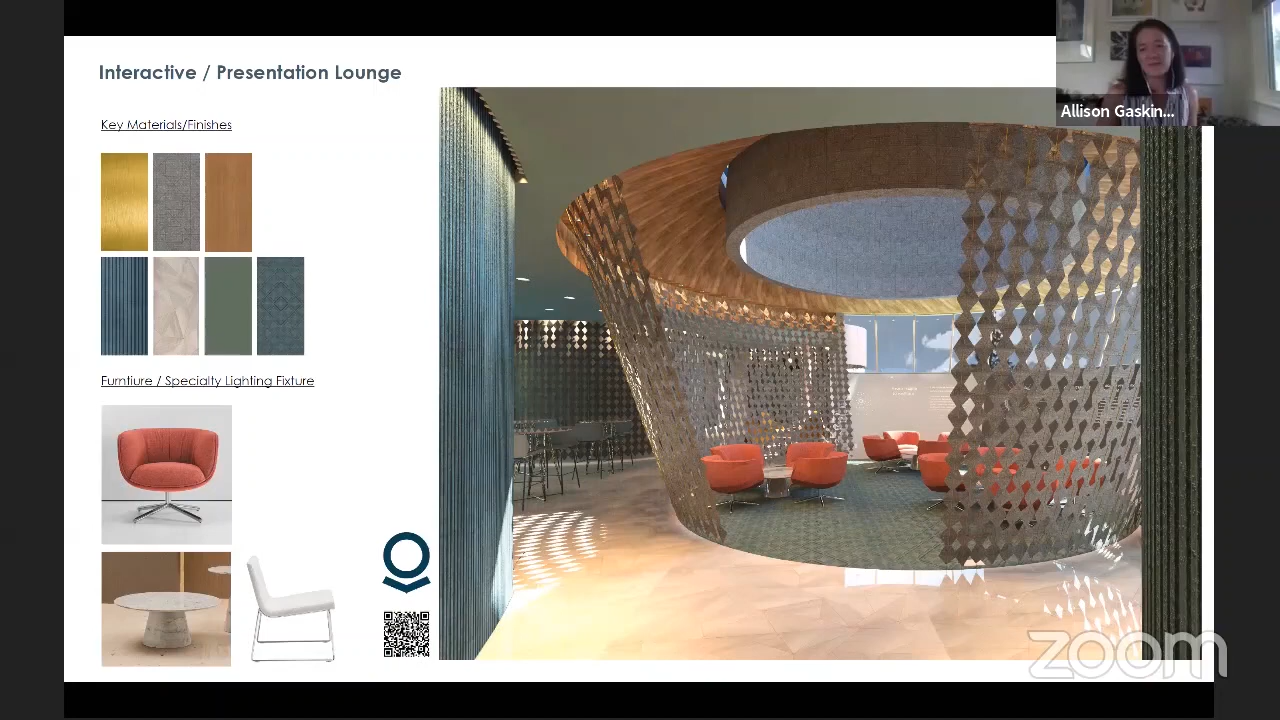 Interactive / Presentation Lounge
Allison Gaskin...
Key Materials/Finishes
Furntiure / Specialty Lighting Fixture
zoom